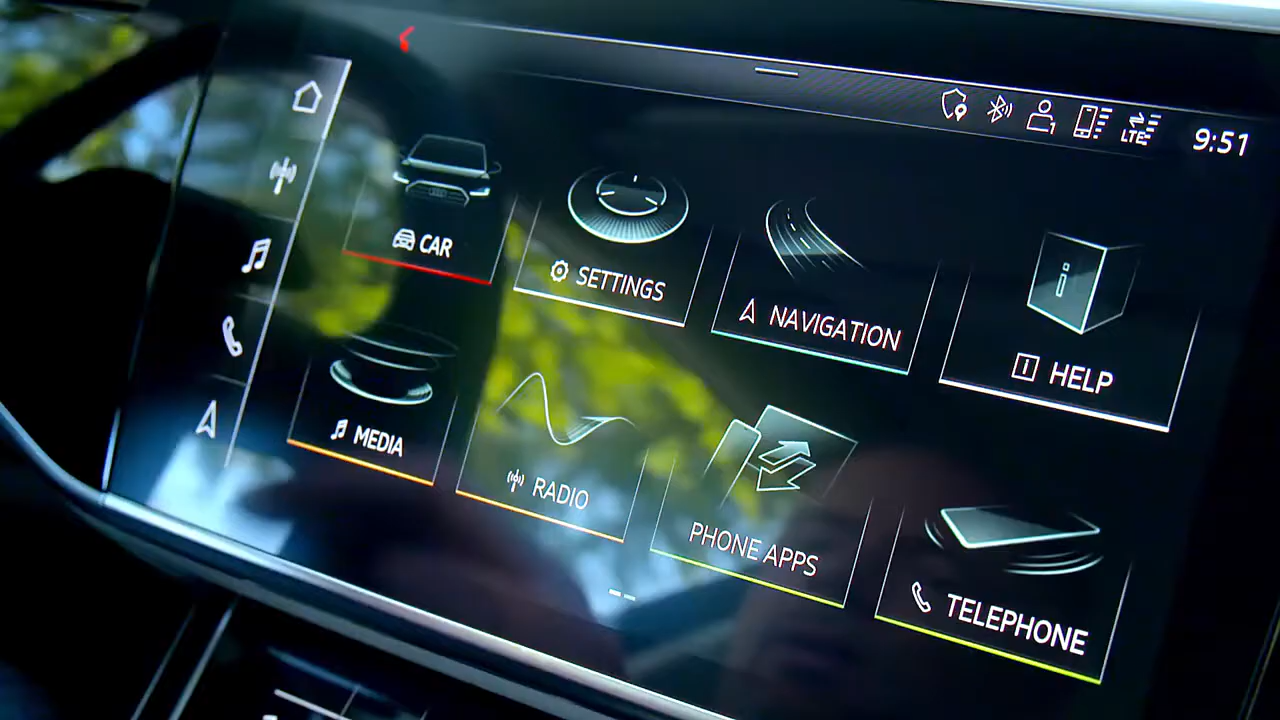 LTE
9:51
CAR
SETTINGS
NAVIGATION
HELP
MEDIA
RADIO
PHONE APPS
TELEPHONE